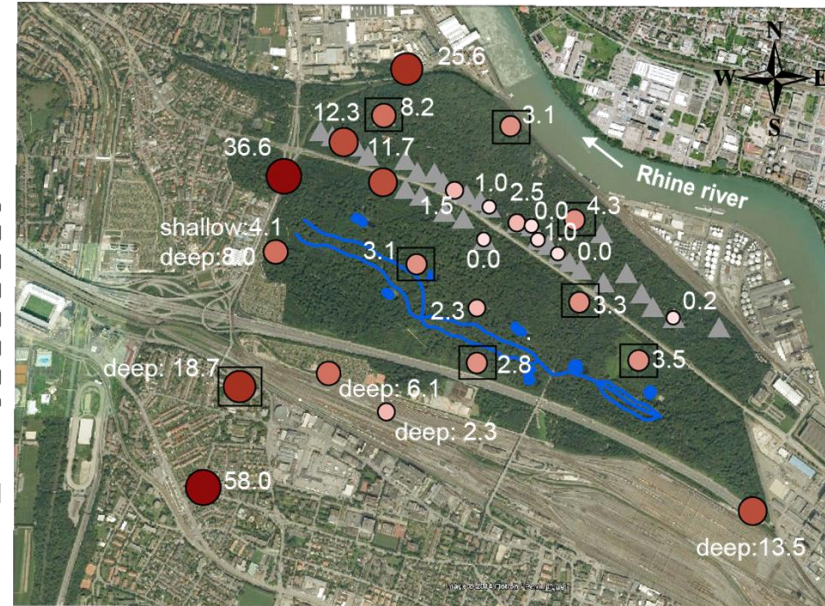 N
W E
S
25.6
12.3
8.2
3.1
36.6
11.7
Rhine river
1.0
2.5
1.5
0.0
4.3
shallow:4.1
deep:8.0
3.1
0.0
1.0
0.0
2.3
3.3
0.2
2.8
3.5
deep: 18.7
deep: 6.1
deep: 2.3
58.0
deep:13.5